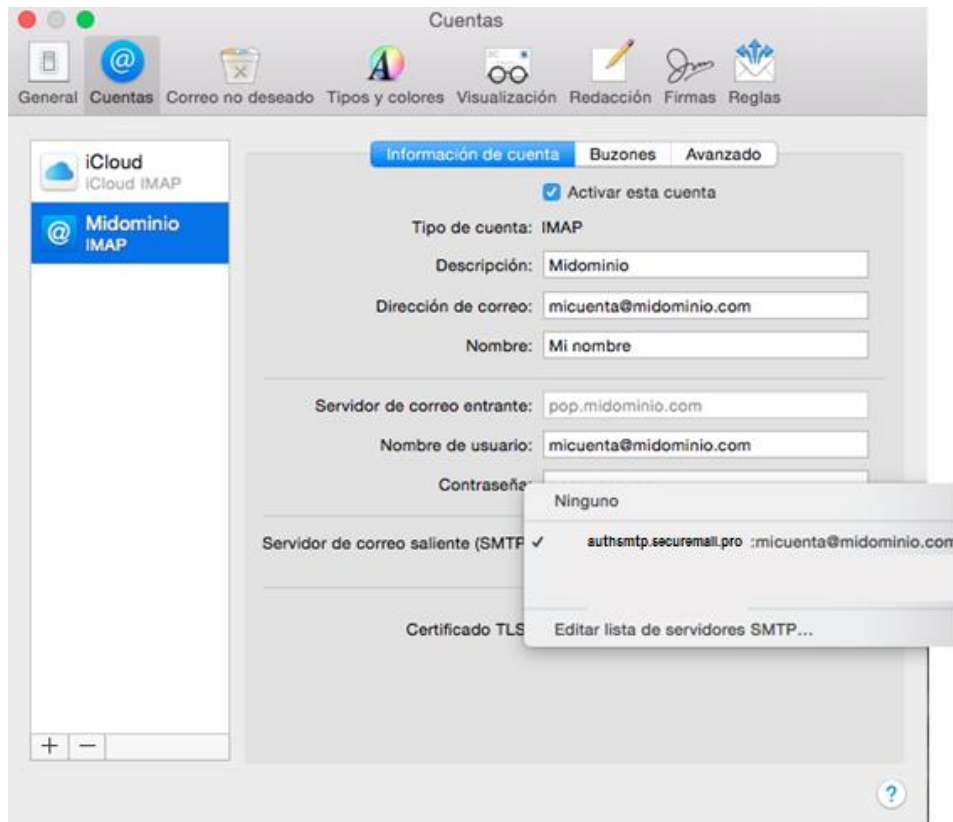 Cuentas
General Cuentas Correo no deseado Tipos y colores Visualización Redacción Firmas Reglas
iCloud
iCloud IMAP
Midominio
IMAP
Información de cuenta Buzones Avanzado
Activar esta cuenta
Tipo de cuenta: IMAP
Descripción: Midominio
Dirección de correo: micuenta@midominio.com
Nombre: Mi nombre
Servidor de correo entrante: pop.midominio.com
Nombre de usuario: micuenta@midominio.com
Contraseña:
Ninguno
Servidor de correo saliente (SMTP ✓ authsmtp.securemail.pro :micuenta@midominio.com
Certificado TLS Editar lista de servidores SMTP...
+ −
?